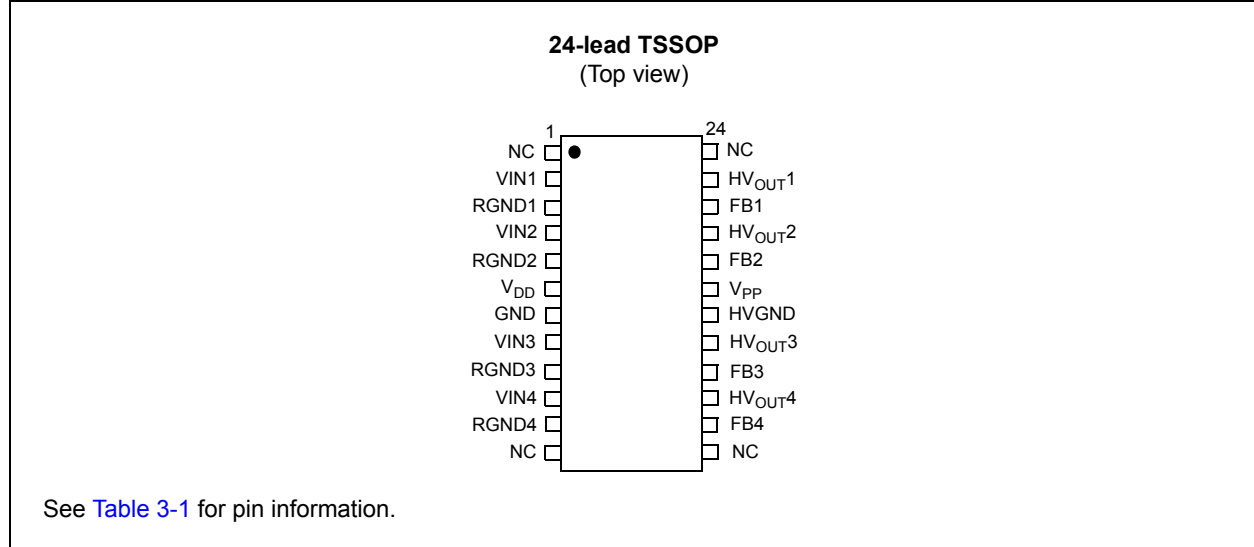 24-lead TSSOP
(Top view)
1 24
NC NC
VIN1 HVOUT1
RGND1 FB1
VIN2 HVOUT2
RGND2 FB2
VDD VPP
GND HVGND
VIN3 HVOUT3
RGND3 FB3
VIN4 HVOUT4
RGND4 FB4
NC NC
See Table 3-1 for pin information.